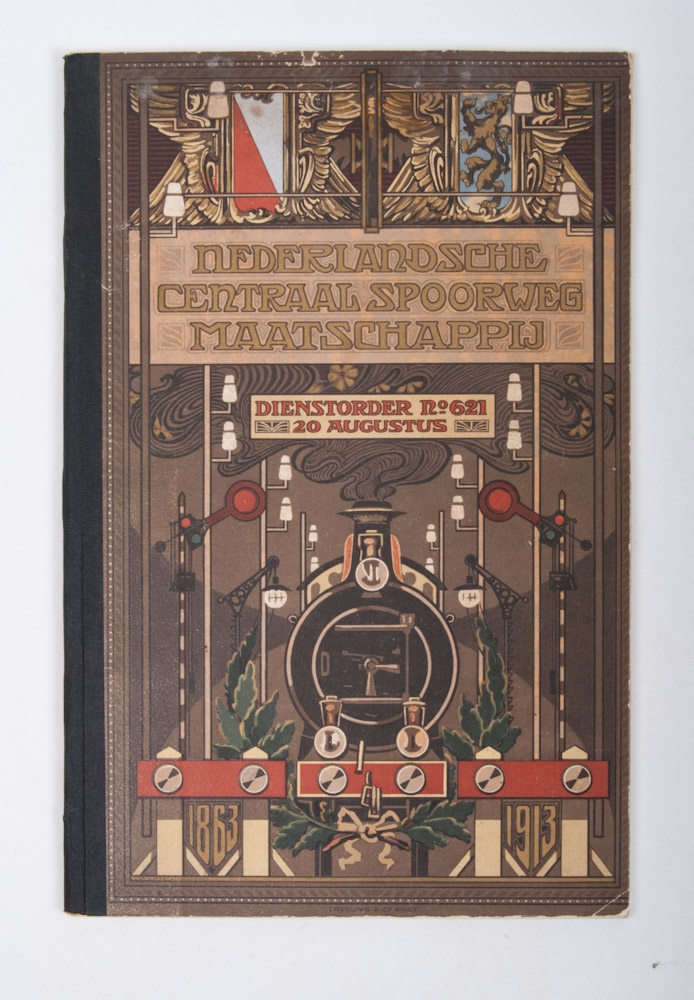 NEDERLANDSCHE
CENTRAAL SPOORWEG
MAATSCHAPPIJ
DIENSTORDER No 621
20 AUGUSTUS
1863
1913